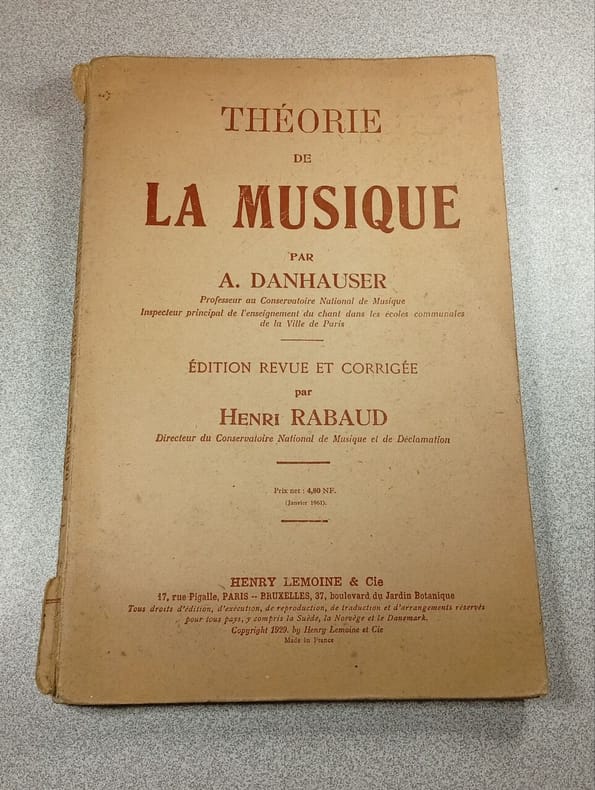 THÉORIE
DE
LA MUSIQUE
PAR
A. DANHAUSER
Professeur au Conservatoire National de Musique
Inspecteur principal de l'enseignement du chant dans les écoles communales
de la Ville de Paris
ÉDITION REVUE ET CORRIGÉE
par
HENRI RABAUD
Directeur du Conservatoire National de Musique et de Déclamation
Prix net : 4,80 NF.
(Janvier 1961).
HENRY LEMOINE & Cie
17, rue Pigalle, PARIS -- BRUXELLES, 37, boulevard du Jardin Botanique
Tous droits d'édition, d'exécution, de reproduction, de traduction et d'arrangements réservés
pour tous pays, y compris la Suède, la Norvège et le Danemark.
Copyright 1929. by Henry Lemoine et Cie
Made in France